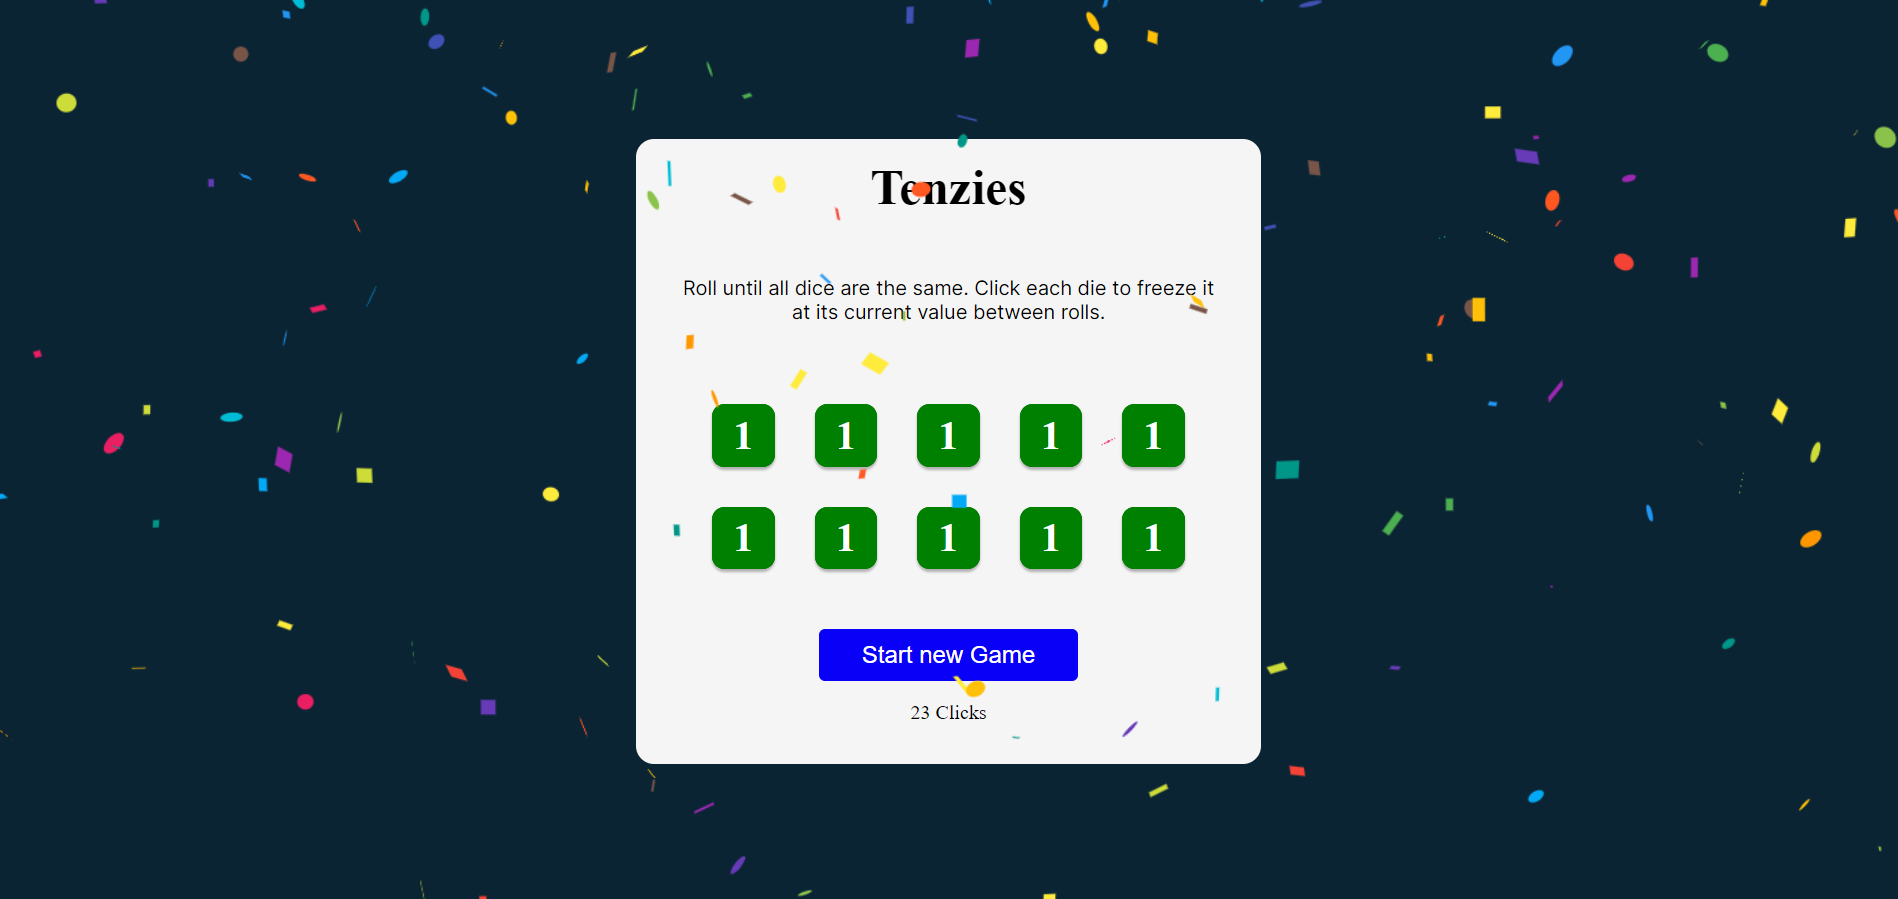 Tenzies
Roll until all dice are the same. Click each die to freeze it
at its current value between rolls.
1 1 1 1 1
1 1 1 1 1
Start new Game
23 Clicks